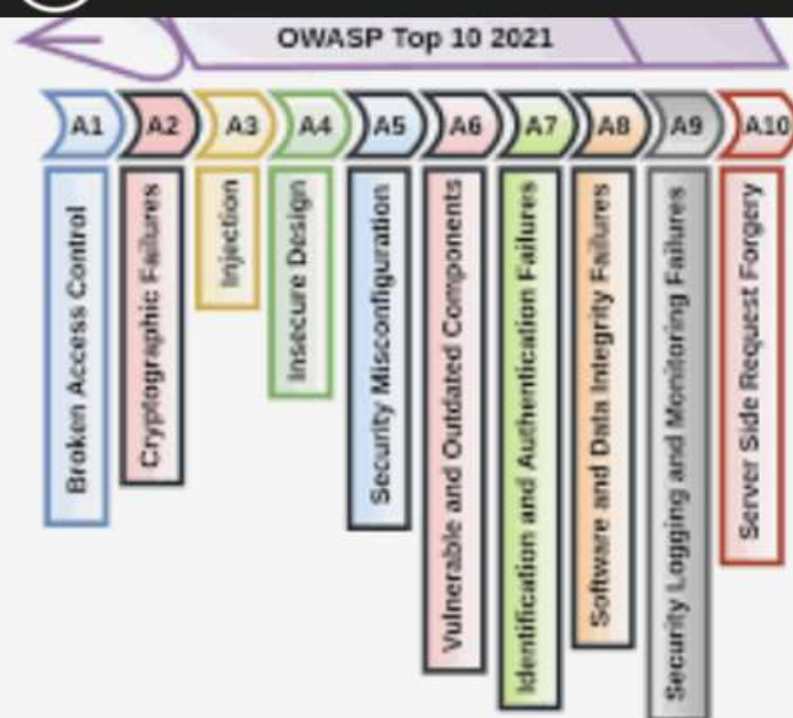 OWASP Top 10 2021
A1
A2
A3
A4
A5
A6
A7
A8
A9
A10
Broken Access Control
Cryptographic Failures
Injection
Insecure Design
Security Misconfiguration
Vulnerable and Outdated Components
Identification and Authentication Failures
Software and Data Integrity Failures
Security Logging and Monitoring Failures
Server Side Request Forgery